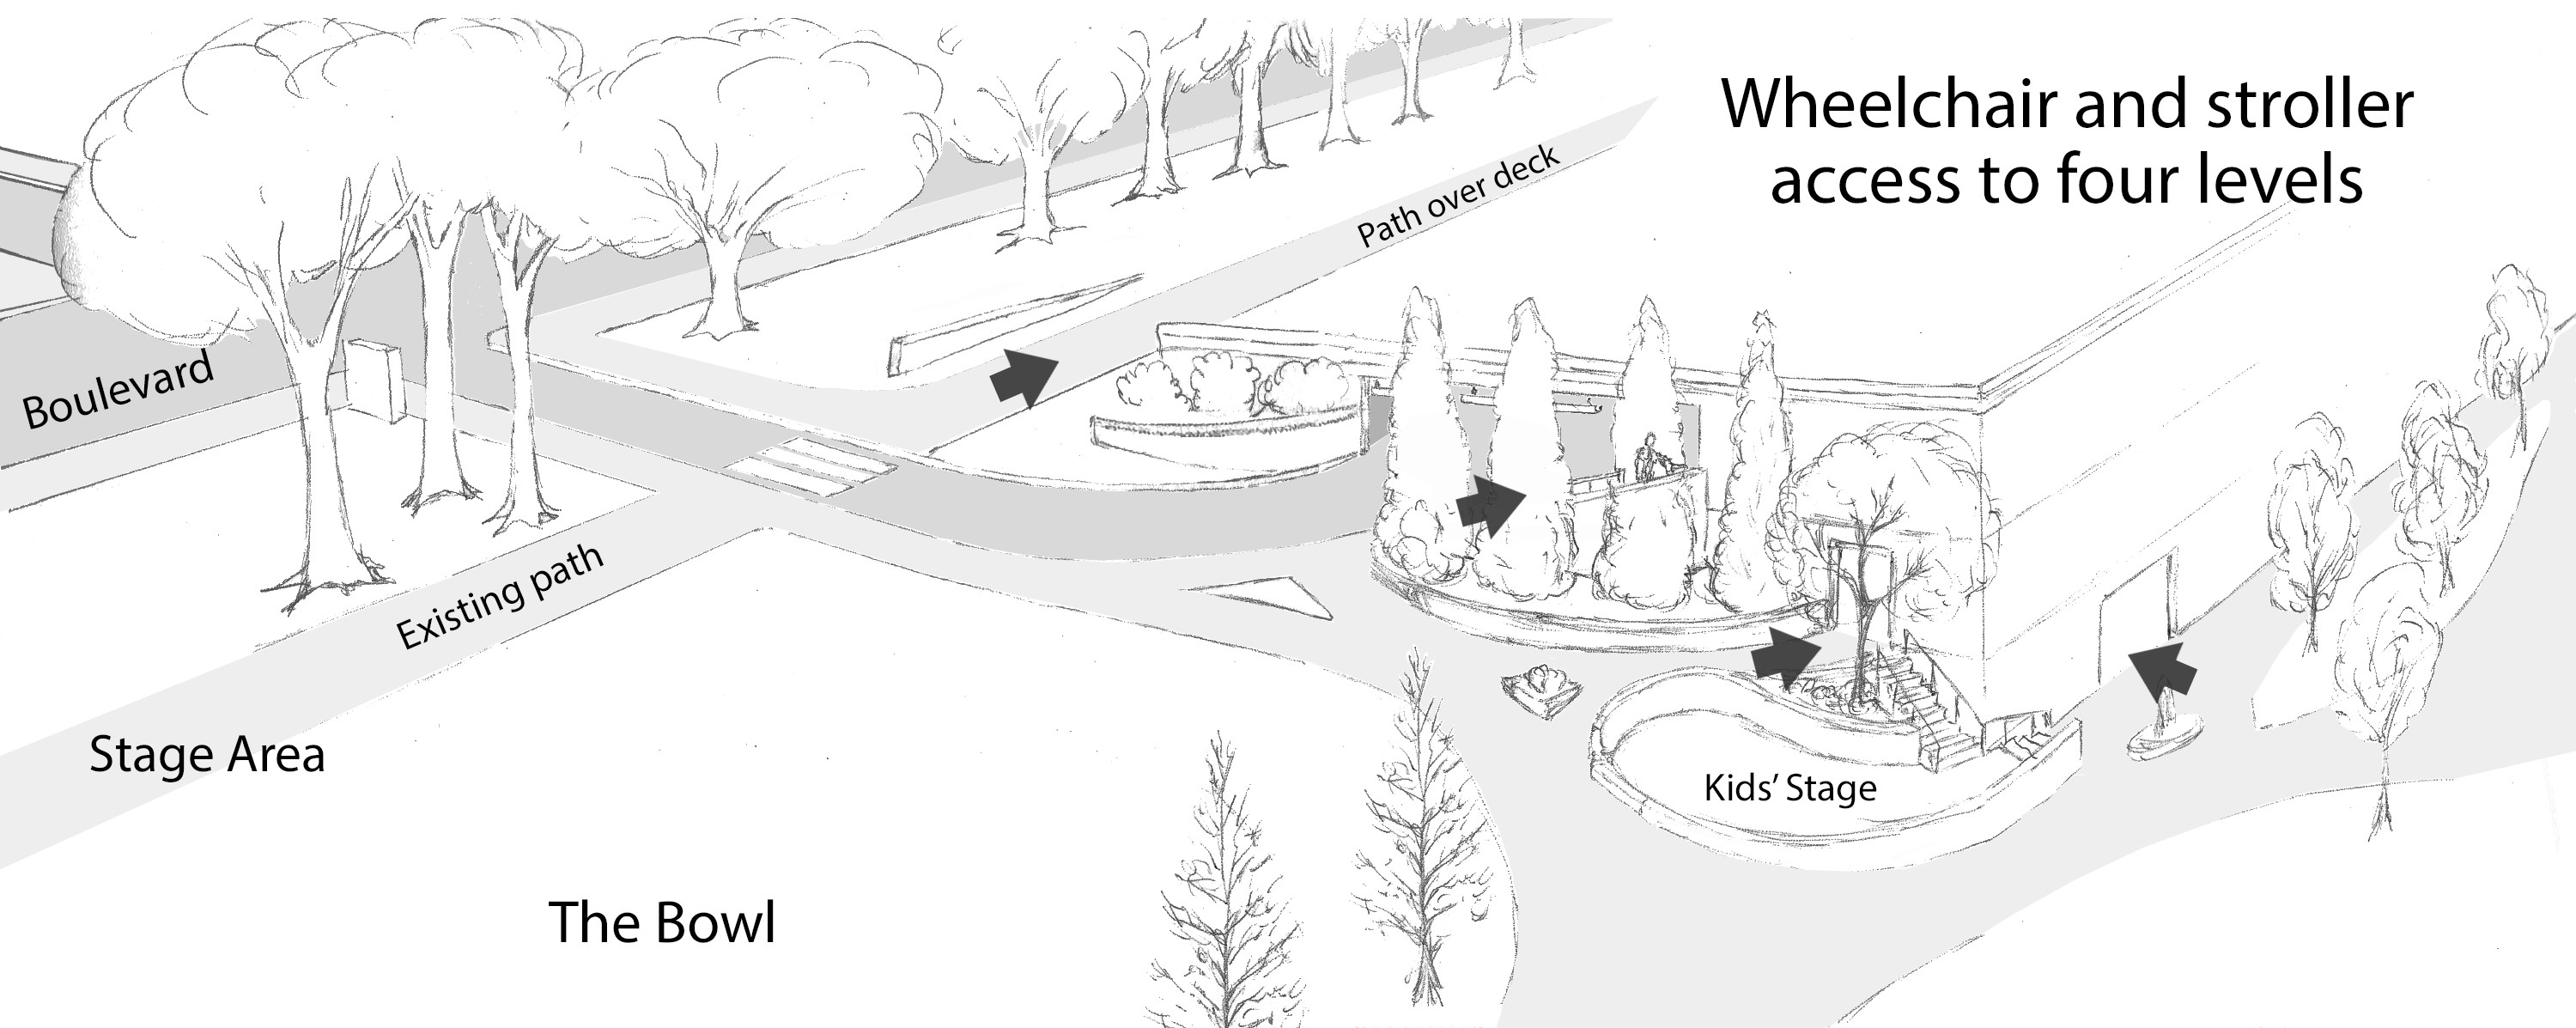 Wheelchair and stroller
access to four levels
Path over deck
Boulevard
Existing path
Stage Area
Kids’ Stage
The Bowl